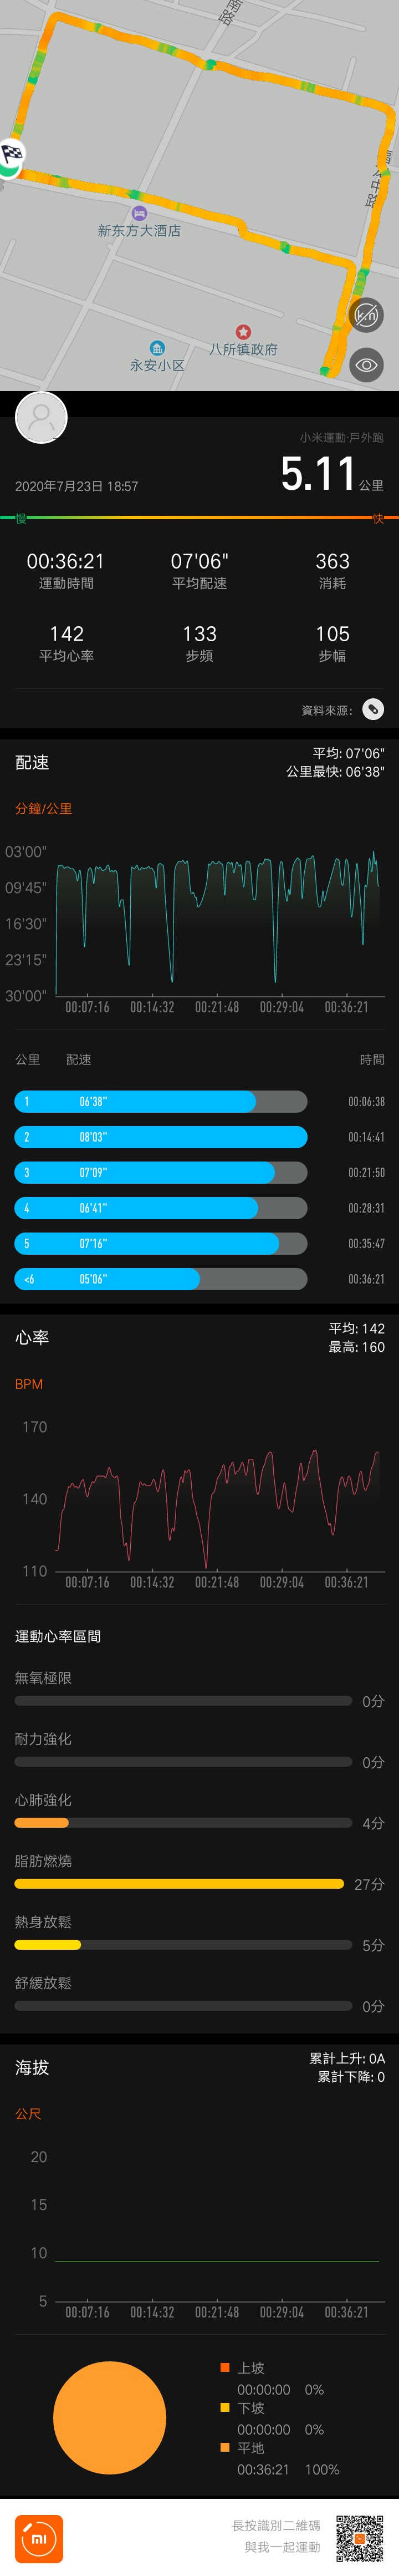 新东方大酒店
八所镇政府
永安小区
小米運動·戶外跑
2020年7月23日 18:57
5.11公里
慢
快
00:36:21
07'06"
363
運動時間
平均配速
消耗
142
133
105
平均心率
步頻
步幅
資料來源:
配速
平均: 07'06"
公里最快: 06'38"
分鐘/公里
03'00"
09'45"
16'30"
23'15"
30'00"
00:07:16
00:14:32
00:21:48
00:29:04
00:36:21
公里
配速
時間
1 06'38" 00:06:38
2 08'03" 00:14:41
3 07'09" 00:21:50
4 06'41" 00:28:31
5 07'16" 00:35:47
<6 05'06" 00:36:21
心率
平均: 142
最高: 160
BPM
170
140
110
00:07:16
00:14:32
00:21:48
00:29:04
00:36:21
運動心率區間
無氧極限
0分
耐力強化
0分
心肺強化
4分
脂肪燃燒
27分
熱身放鬆
5分
舒緩放鬆
0分
海拔
累計上升: 0A
累計下降: 0
公尺
20
15
10
5
00:07:16
00:14:32
00:21:48
00:29:04
00:36:21
上坡
00:00:00 0%
下坡
00:00:00 0%
平地
00:36:21 100%
mi
長按識別二維碼
與我一起運動